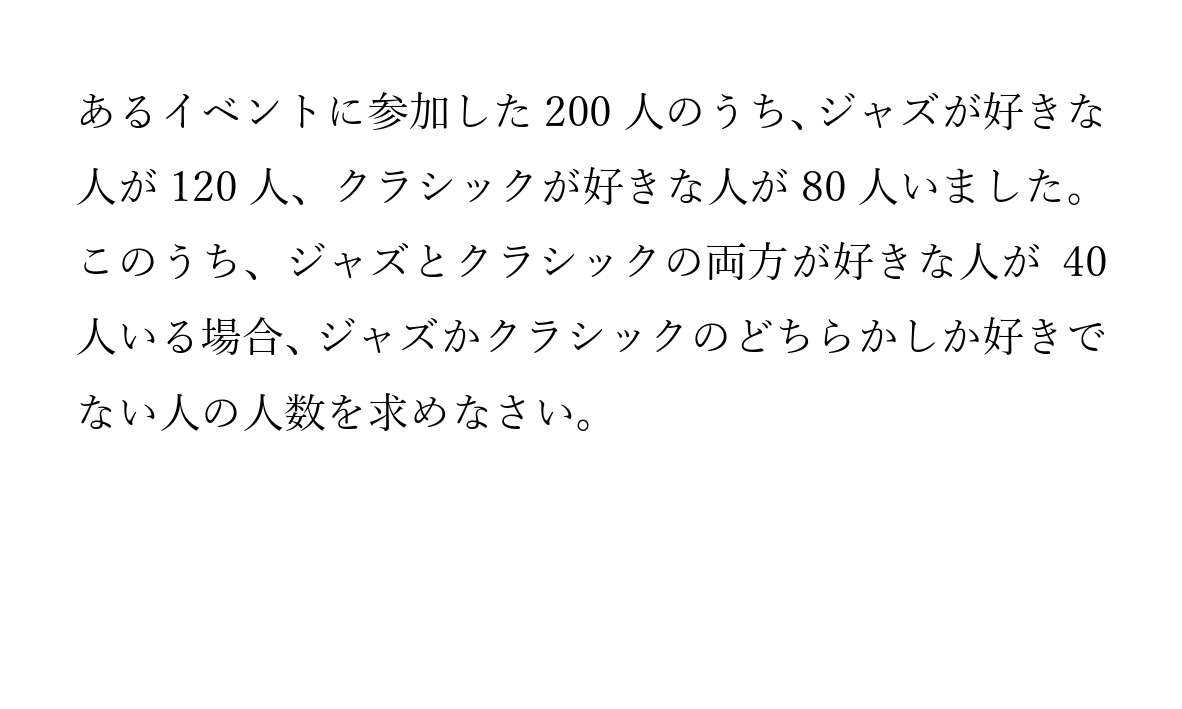 あるイベントに参加した 200 人のうち、ジャズが好きな
人が 120 人、クラシックが好きな人が 80 人いました。
このうち、ジャズとクラシックの両方が好きな人が 40
人いる場合、ジャズかクラシックのどちらかしか好きで
ない人の人数を求めなさい。